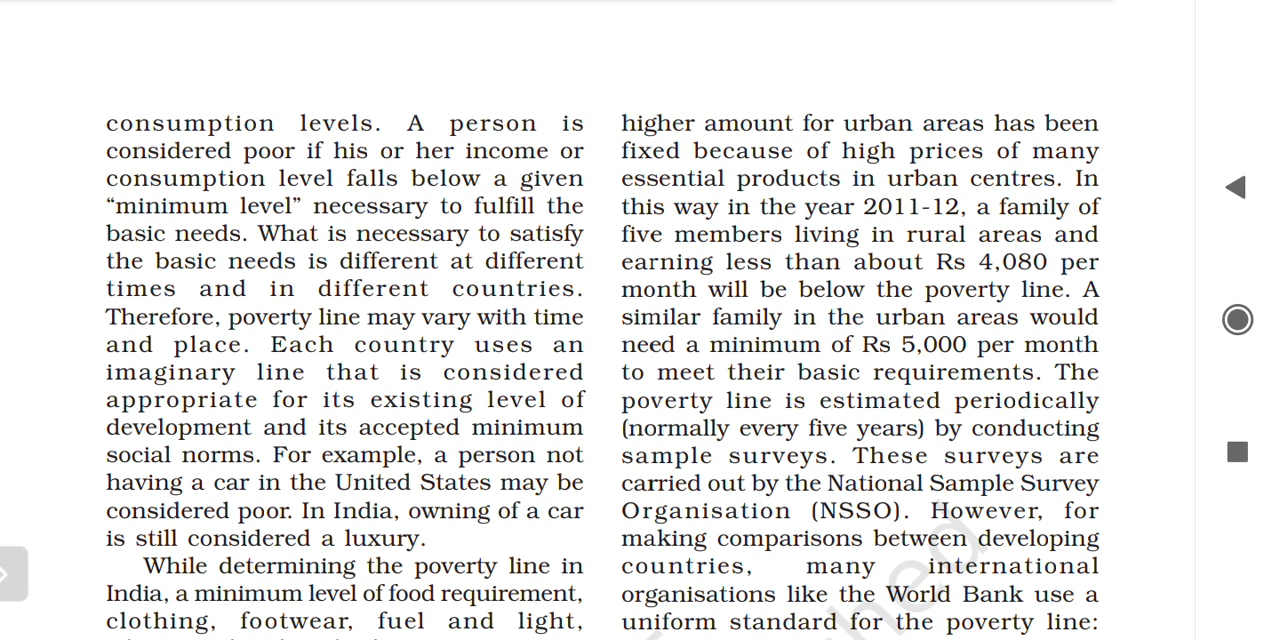 consumption levels. A person is
considered poor if his or her income or
consumption level falls below a given
“minimum level” necessary to fulfill the
basic needs. What is necessary to satisfy
the basic needs is different at different
times and in different countries.
Therefore, poverty line may vary with time
and place. Each country uses an
imaginary line that is considered
appropriate for its existing level of
development and its accepted minimum
social norms. For example, a person not
having a car in the United States may be
considered poor. In India, owning of a car
is still considered a luxury.
While determining the poverty line in
India, a minimum level of food requirement,
clothing, footwear, fuel and light,
higher amount for urban areas has been
fixed because of high prices of many
essential products in urban centres. In
this way in the year 2011-12, a family of
five members living in rural areas and
earning less than about Rs 4,080 per
month will be below the poverty line. A
similar family in the urban areas would
need a minimum of Rs 5,000 per month
to meet their basic requirements. The
poverty line is estimated periodically
(normally every five years) by conducting
sample surveys. These surveys are
carried out by the National Sample Survey
Organisation (NSSO). However, for
making comparisons between developing
countries, many international
organisations like the World Bank use a
uniform standard for the poverty line: